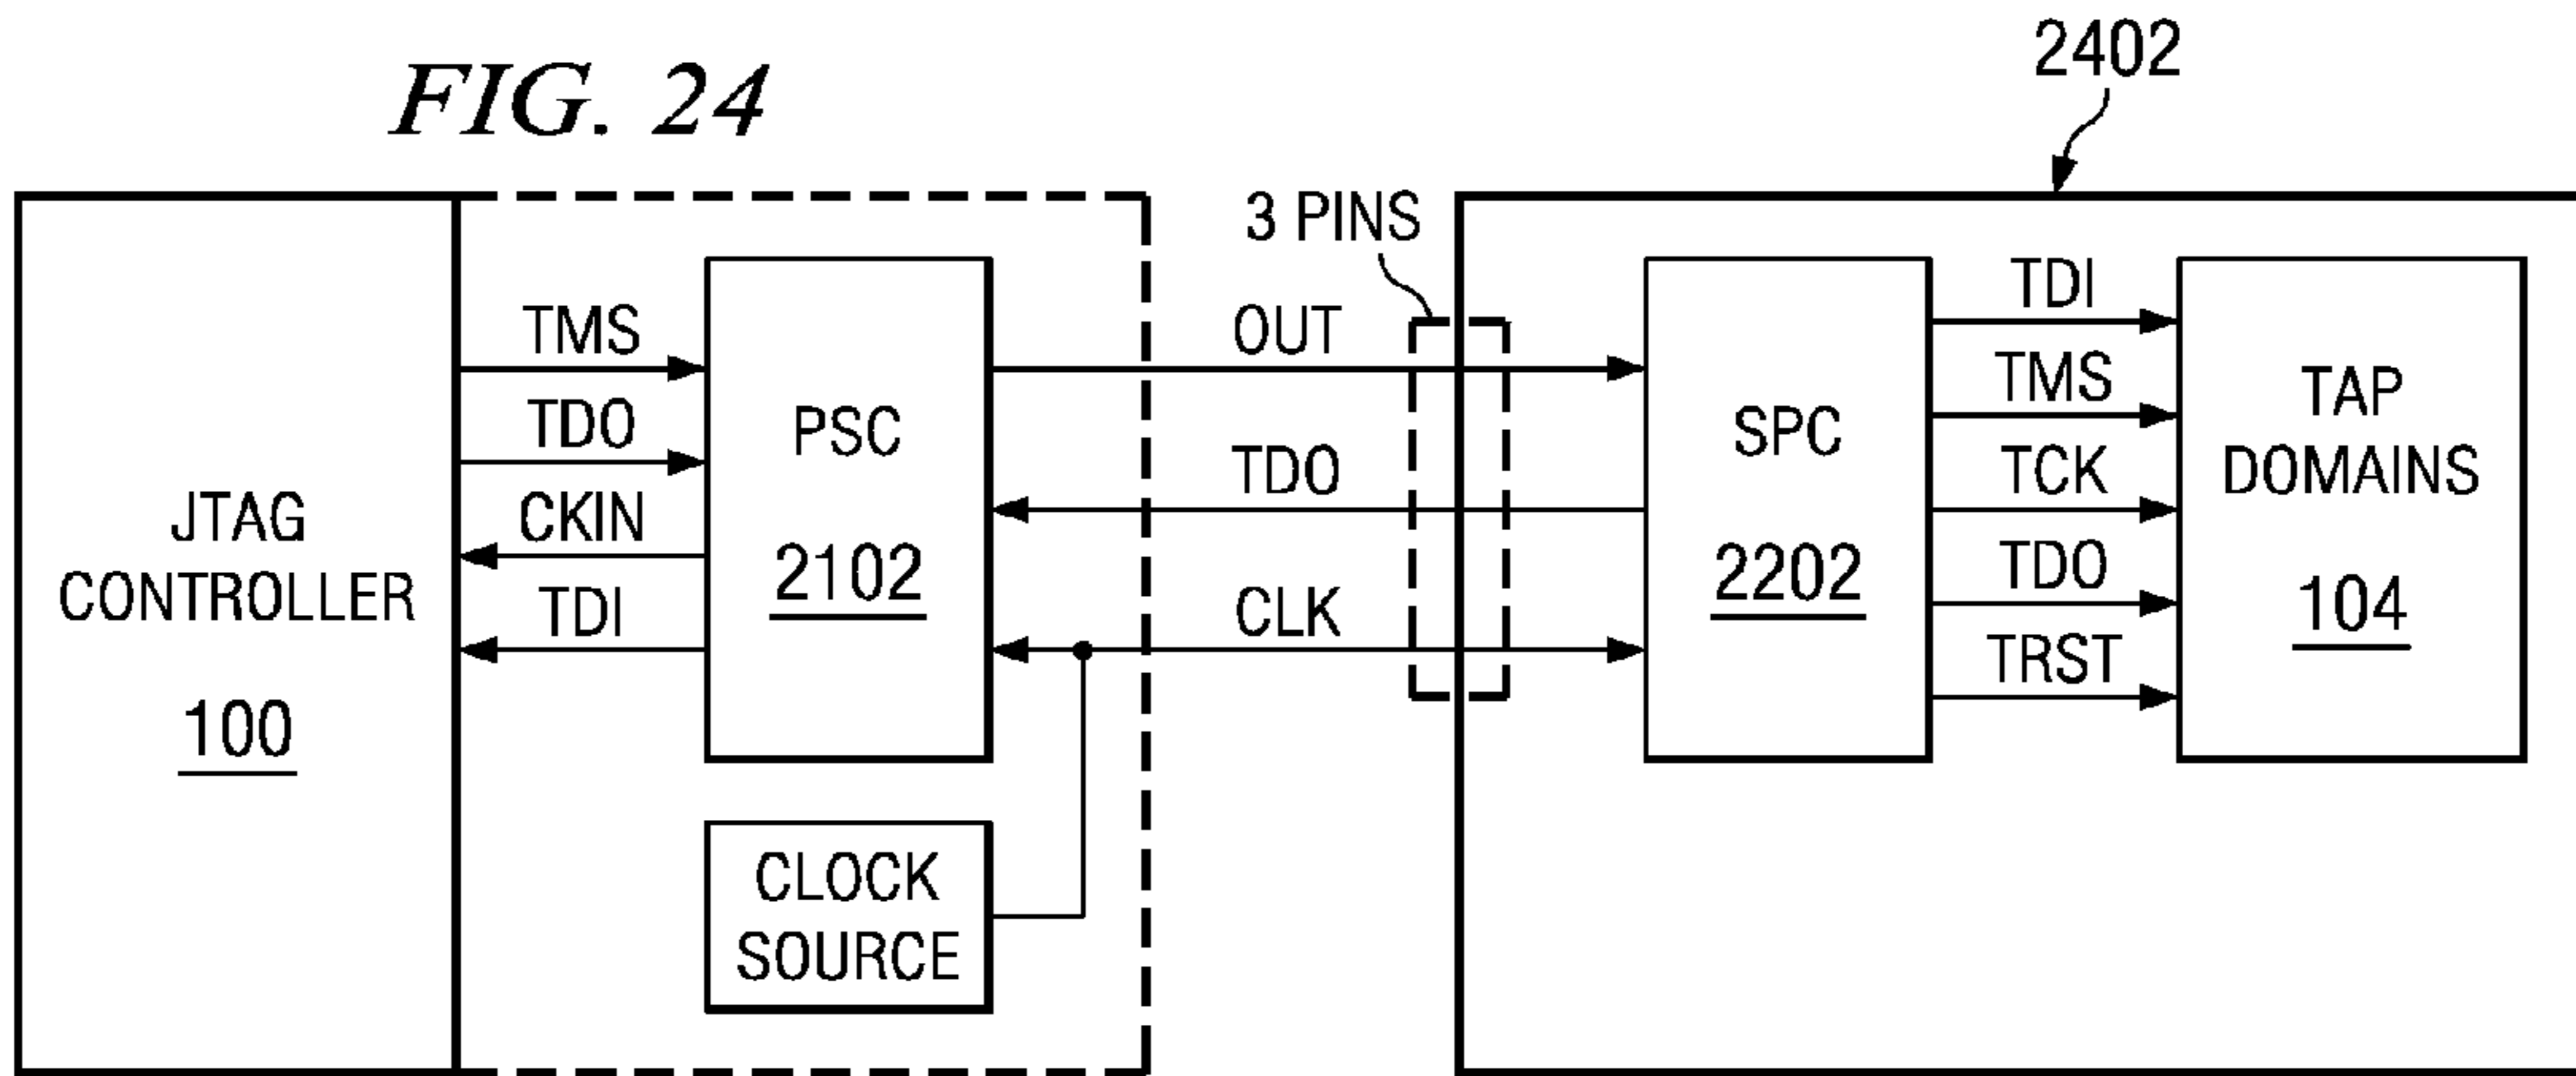 FIG. 24
2402
3 PINS
JTAG
CONTROLLER
100
TMS
TDO
CKIN
TDI
PSC
2102
CLOCK
SOURCE
OUT
TDO
CLK
SPC
2202
TDI
TMS
TCK
TDO
TRST
TAP
DOMAINS
104